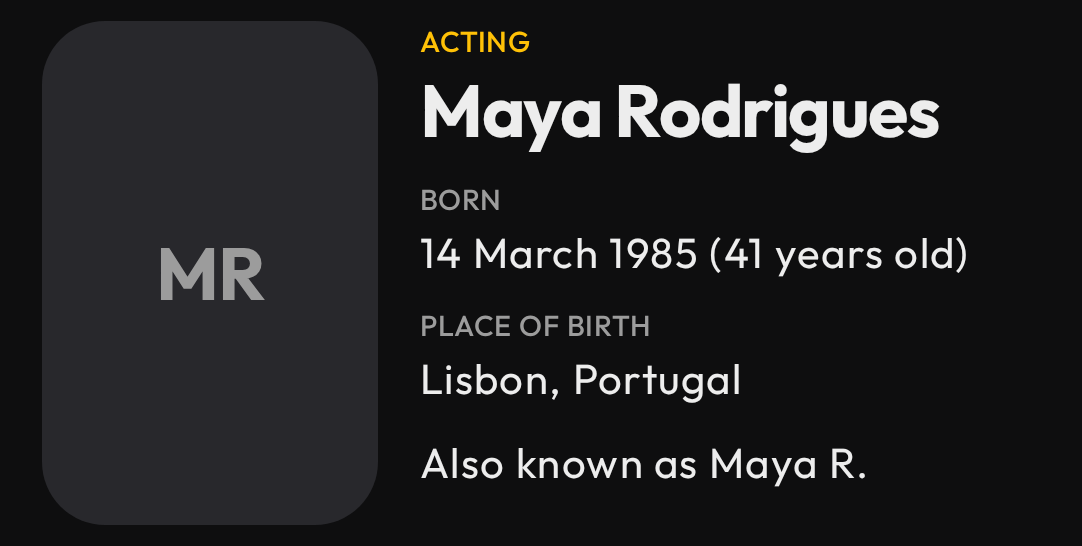 MR
ACTING
Maya Rodrigues
BORN
14 March 1985 (41 years old)
PLACE OF BIRTH
Lisbon, Portugal
Also known as Maya R.